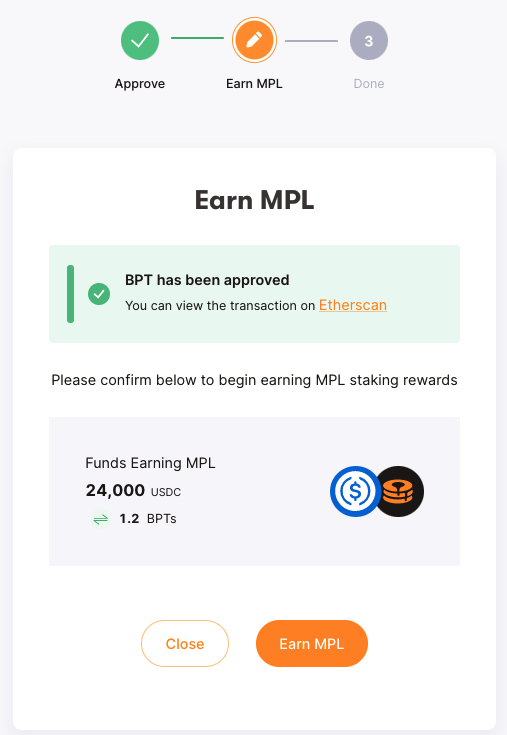 3
Approve
Earn MPL
Done
Earn MPL
BPT has been approved
You can view the transaction on Etherscan
Please confirm below to begin earning MPL staking rewards
Funds Earning MPL
24,000 USDC
⇌ 1.2 BPTs
Close
Earn MPL